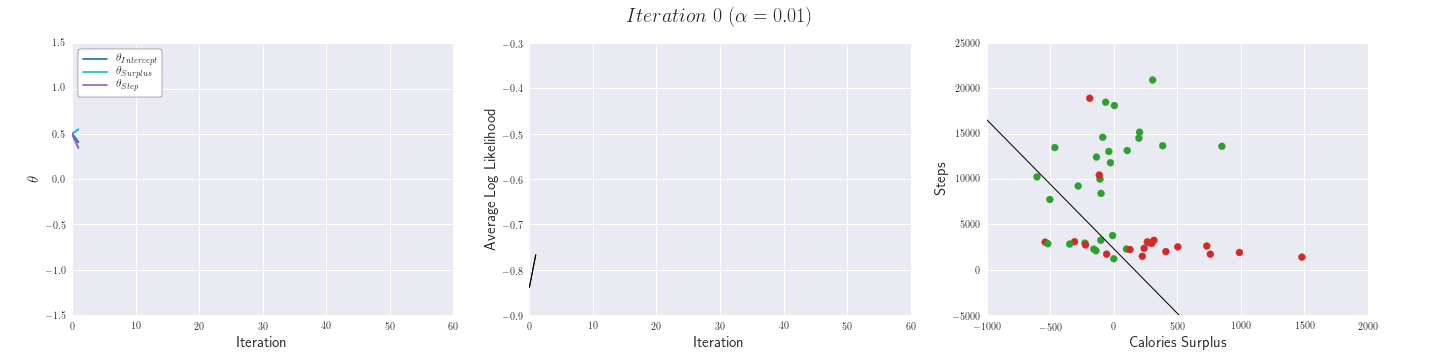 Iteration 0 (α = 0.01)
1.5
1.0
0.5
0.0
−0.5
−1.0
−1.5
θ
θIntercept
θSurplus
θStep
0 10 20 30 40 50 60
Iteration
−0.3
−0.4
−0.5
−0.6
−0.7
−0.8
−0.9
Average Log Likelihood
0 10 20 30 40 50 60
Iteration
25000
20000
15000
10000
5000
0
−5000
Steps
−1000 −500 0 500 1000 1500 2000
Calories Surplus